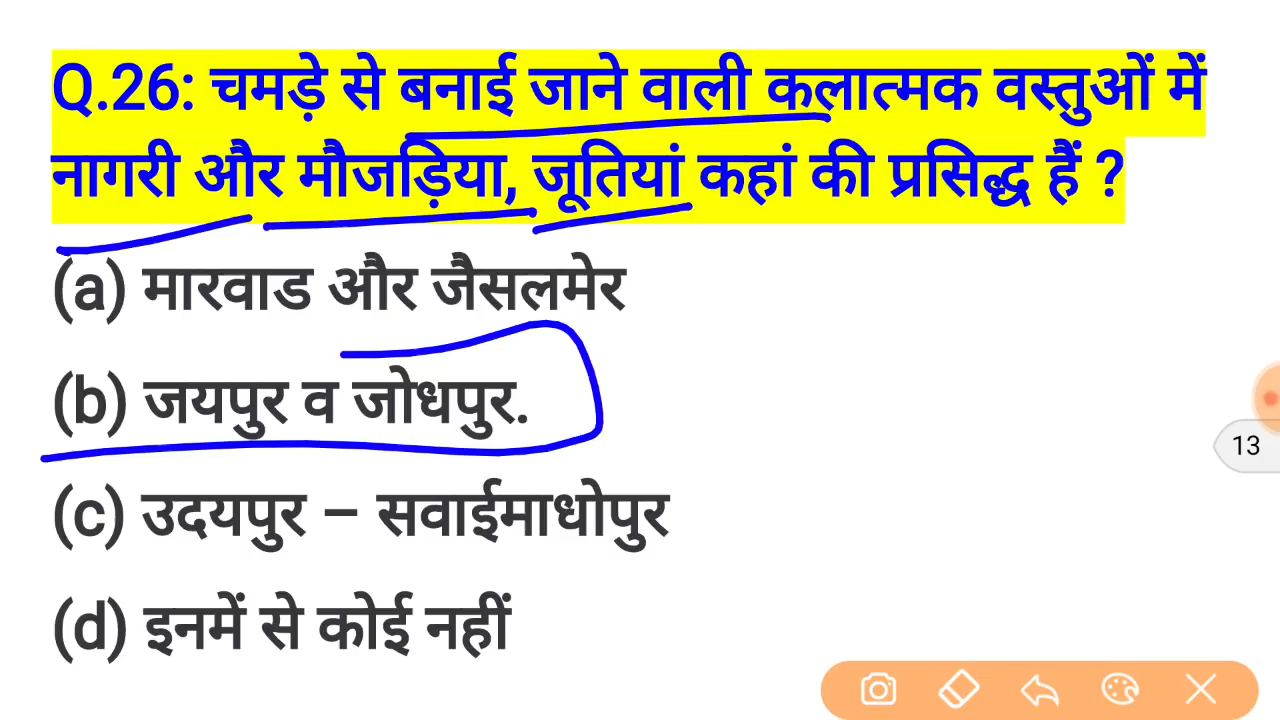 Q.26: चमड़े से बनाई जाने वाली कलात्मक वस्तुओं में
नागरी और मौजड़िया, जूतियां कहां की प्रसिद्ध हैं ?
(a) मारवाड और जैसलमेर
(b) जयपुर व जोधपुर.
13
(c) उदयपुर – सवाईमाधोपुर
(d) इनमें से कोई नहीं